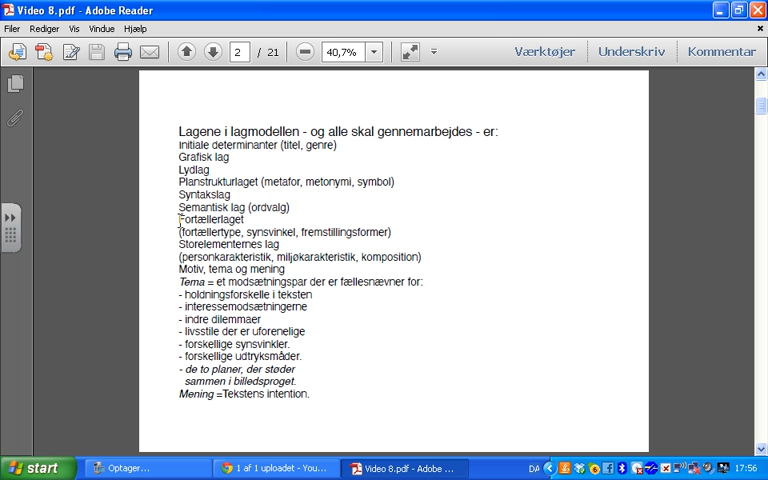 Video 8.pdf - Adobe Reader
Filer Rediger Vis Vindue Hjælp
2 / 21 40,7% Værktøjer Underskriv Kommentar
Lagene i lagmodellen - og alle skal gennemarbejdes - er:
Initiale determinanter (titel, genre)
Grafisk lag
Lydlag
Planstrukturlaget (metafor, metonymi, symbol)
Syntakslag
Semantisk lag (ordvalg)
Fortællerlaget
(fortællertype, synsvinkel, fremstillingsformer)
Storelementernes lag
(personkarakteristik, miljøkarakteristik, komposition)
Motiv, tema og mening
Tema = et modsætningspar der er fællesnævner for:
- holdningsforskelle i teksten
- interessemodsætningerne
- indre dilemmaer
- livsstile der er uforenelige
- forskellige synsvinkler.
- forskellige udtryksmåder.
- de to planer, der støder
sammen i billedsproget.
Mening =Tekstens intention.
start Optager... 1 af 1 uploadet - You... Video 8.pdf - Adobe ... DA 17:56